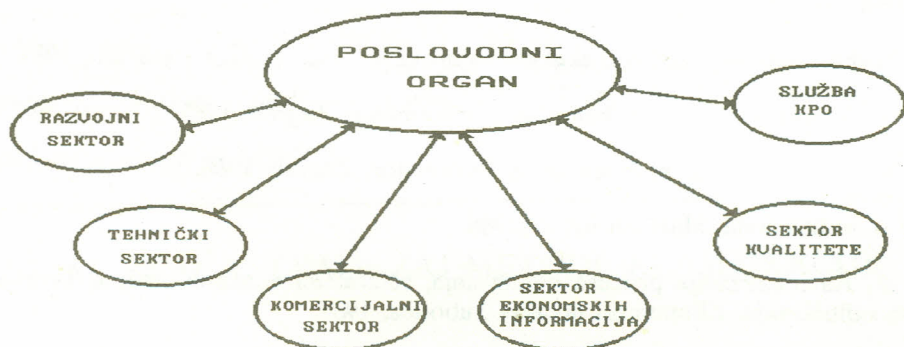 POSLOVODNI
ORGAN
RAZVOJNI
SEKTOR
SLUŽBA
KPO
TEHNIČKI
SEKTOR
SEKTOR
KVALITETE
KOMERCIJALNI
SEKTOR
SEKTOR
EKONOMSKIH
INFORMACIJA